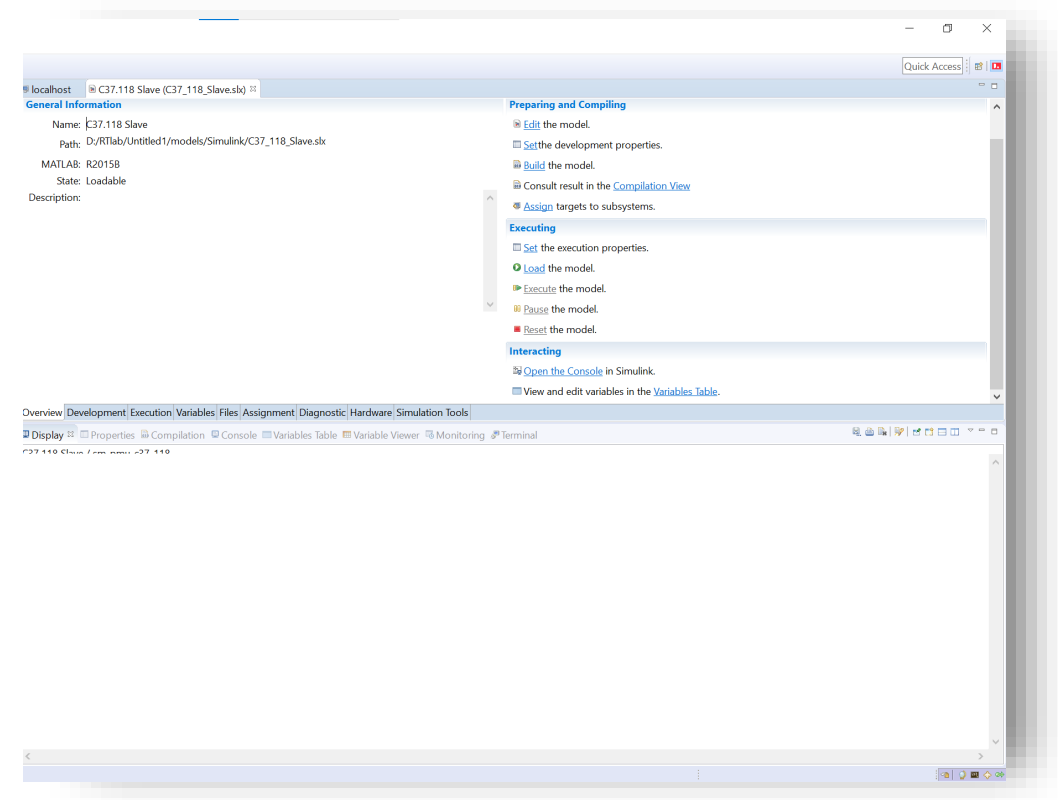 Quick Access
localhost C37.118 Slave (C37_118_Slave.slx)
General Information
Name: C37.118 Slave
Path: D:/RTlab/Untitled1/models/Simulink/C37_118_Slave.slx
MATLAB: R2015B
State: Loadable
Description:
Preparing and Compiling
Edit the model.
Setthe development properties.
Build the model.
Consult result in the Compilation View
Assign targets to subsystems.
Executing
Set the execution properties.
Load the model.
Execute the model.
Pause the model.
Reset the model.
Interacting
Open the Console in Simulink.
View and edit variables in the Variables Table.
Overview Development Execution Variables Files Assignment Diagnostic Hardware Simulation Tools
Display Properties Compilation Console Variables Table Variable Viewer Monitoring Terminal
C37.118 Slave / sm_pmu_c37_118